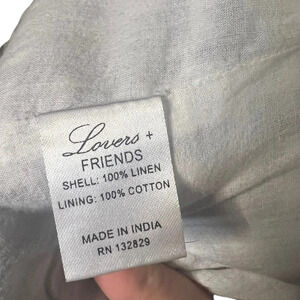 Lovers +
FRIENDS
SHELL: 100% LINEN
LINING: 100% COTTON
MADE IN INDIA
RN 132829